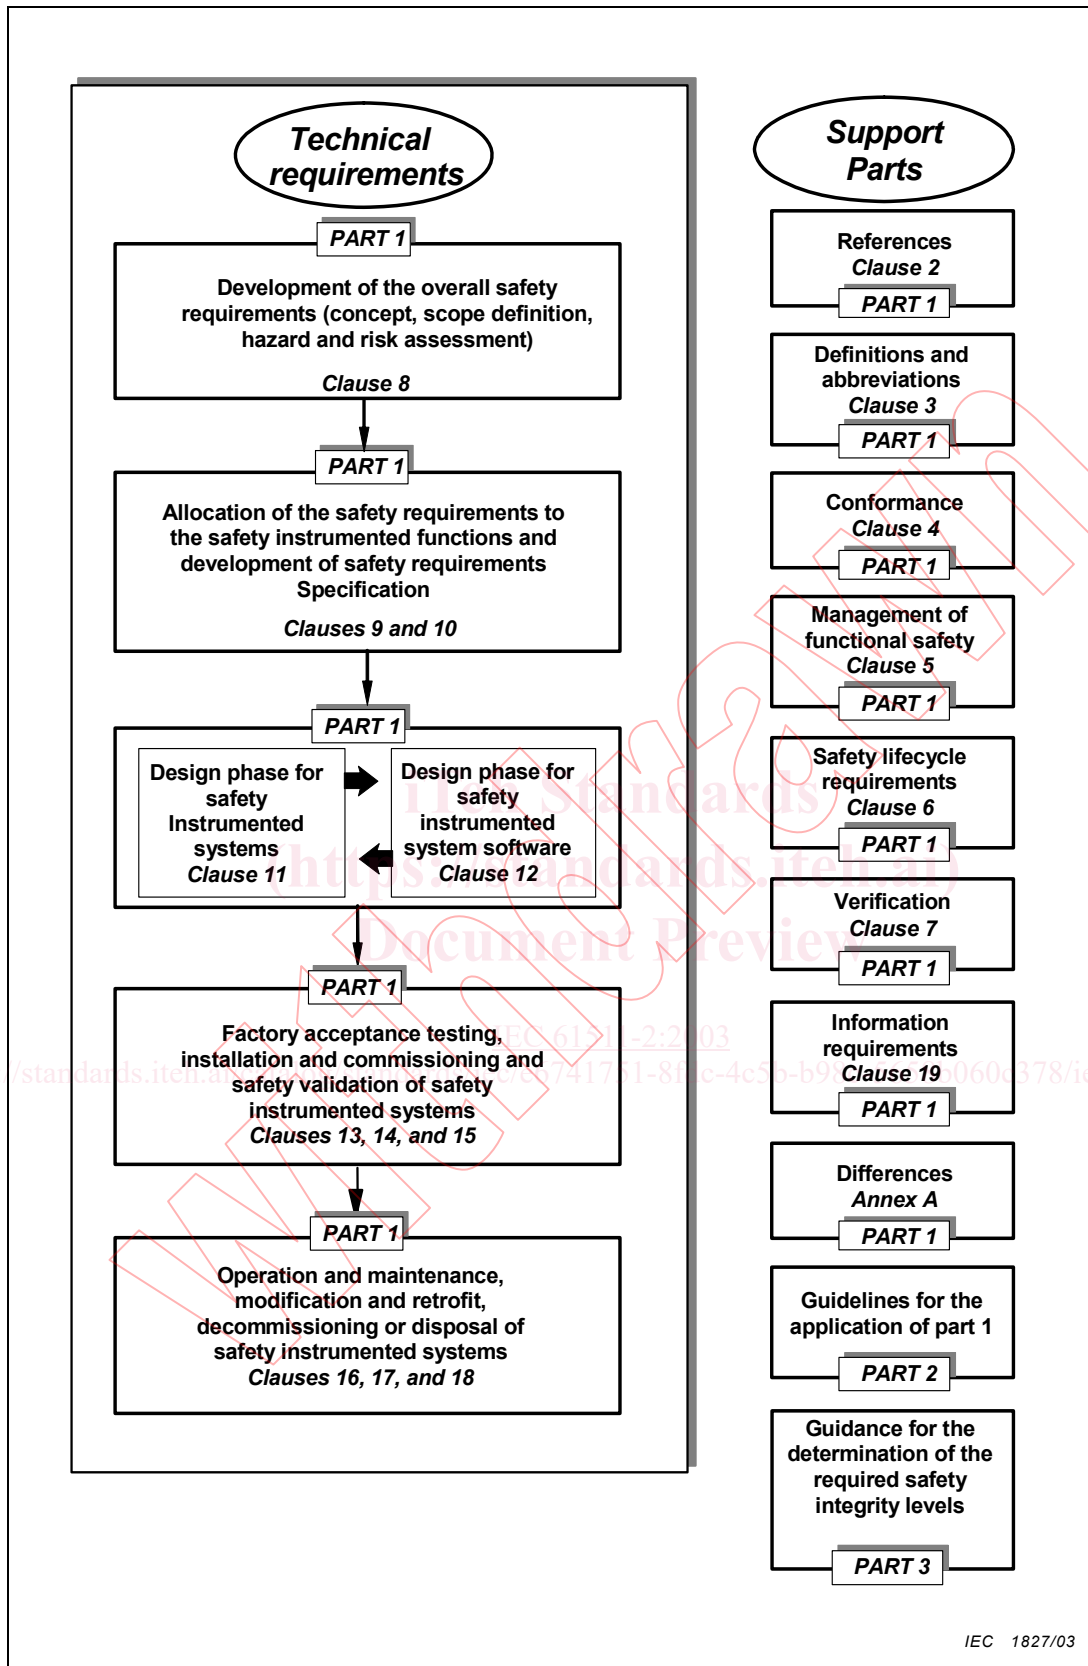 Technical
requirements
PART 1
Development of the overall safety
requirements (concept, scope definition,
hazard and risk assessment)
Clause 8
PART 1
Allocation of the safety requirements to
the safety instrumented functions and
development of safety requirements
Specification
Clauses 9 and 10
PART 1
Design phase for
safety
Instrumented
systems
Clause 11
Design phase for
safety
instrumented
system software
Clause 12
PART 1
Factory acceptance testing,
installation and commissioning and
safety validation of safety
instrumented systems
Clauses 13, 14, and 15
PART 1
Operation and maintenance,
modification and retrofit,
decommissioning or disposal of
safety instrumented systems
Clauses 16, 17, and 18
Support
Parts
References
Clause 2
PART 1
Definitions and
abbreviations
Clause 3
PART 1
Conformance
Clause 4
PART 1
Management of
functional safety
Clause 5
PART 1
Safety lifecycle
requirements
Clause 6
PART 1
Verification
Clause 7
PART 1
Information
requirements
Clause 19
PART 1
Differences
Annex A
PART 1
Guidelines for the
application of part 1
PART 2
Guidance for the
determination of the
required safety
integrity levels
PART 3
IEC 1827/03
Withdrawn
iTeh Standards
(https://standards.iteh.ai)
Document Preview
IEC 61511-2:2003